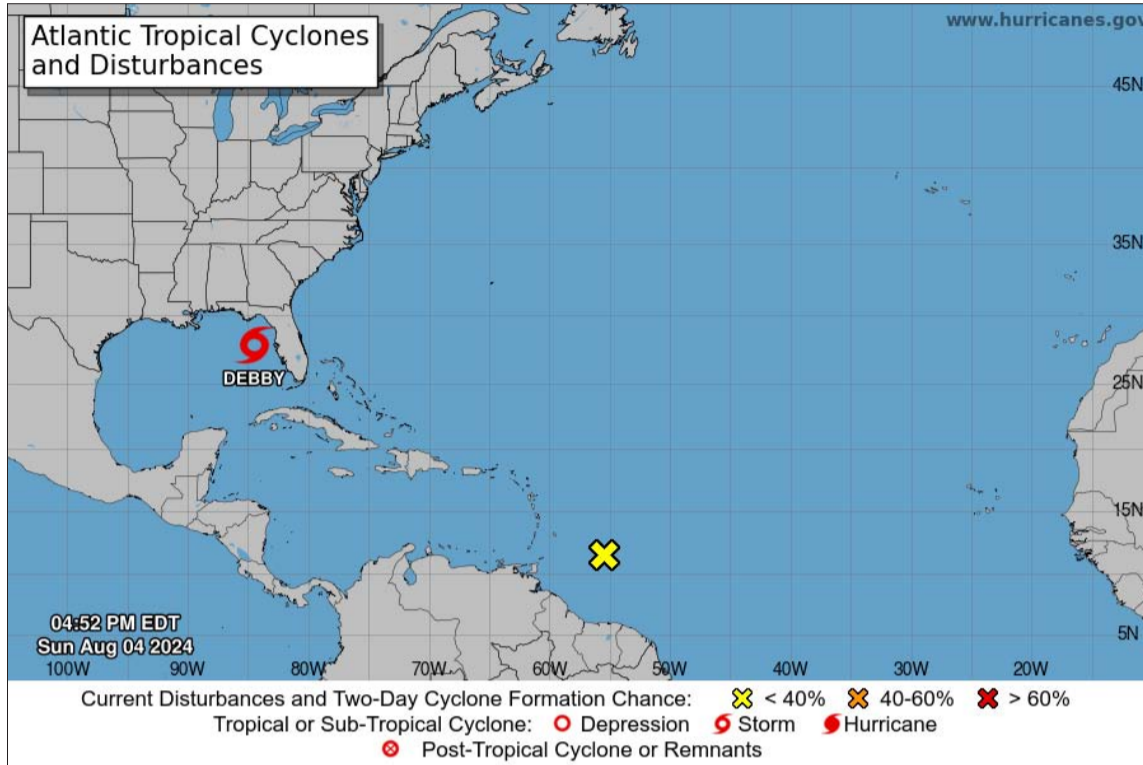 www.hurricanes.gov
Atlantic Tropical Cyclones
and Disturbances
45N
35N
DEBBY
25N
15N
04:52 PM EDT
Sun Aug 04 2024
5N
100W 90W 80W 70W 60W 50W 40W 30W 20W
Current Disturbances and Two-Day Cyclone Formation Chance: < 40% 40-60% > 60%
Tropical or Sub-Tropical Cyclone: Depression Storm Hurricane
Post-Tropical Cyclone or Remnants